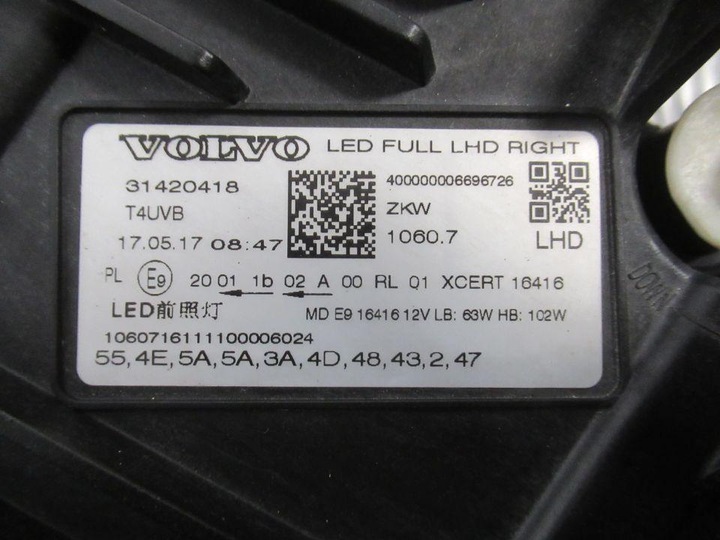 VOLVO LED FULL LHD RIGHT
31420418 400000006696726
T4UVB ZKW
17.05.17 08:47 1060.7 LHD
PL E9 20 01 1b 02 A 00 RL 01 XCERT 16416
LED前照灯 MD E9 16416 12V LB: 63W HB: 102W
1060716111100006024
55,4E,5A,5A,3A,4D,48,43,2,47
DOWN